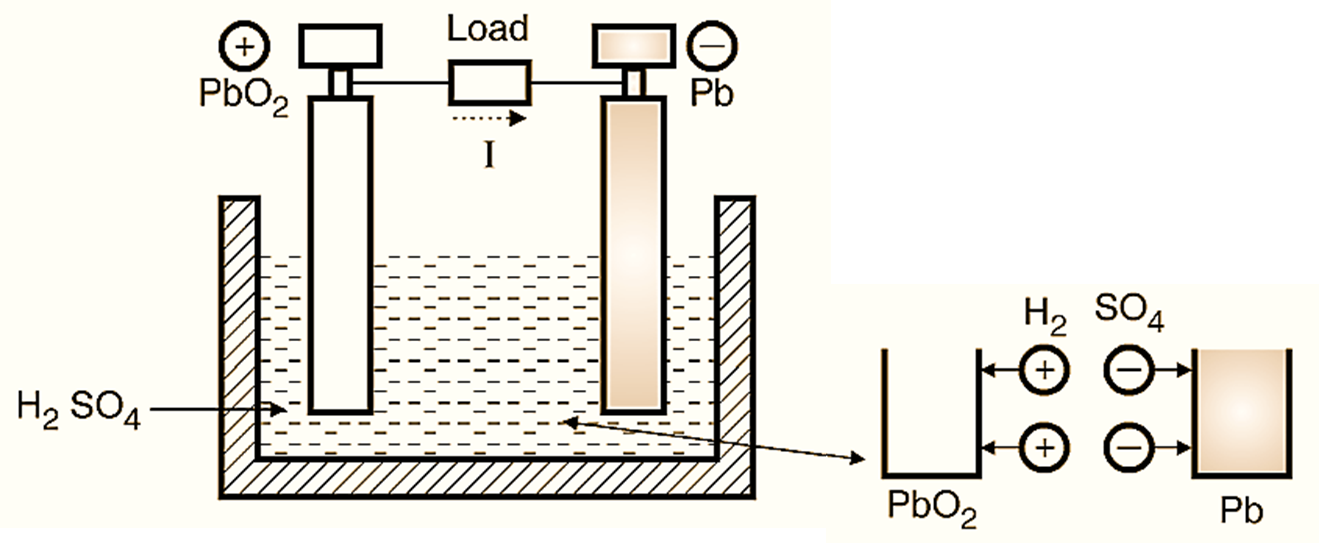 +
PbO2
Load
−
Pb
I
H2 SO4
H2 SO4
+ −
+ −
PbO2
Pb